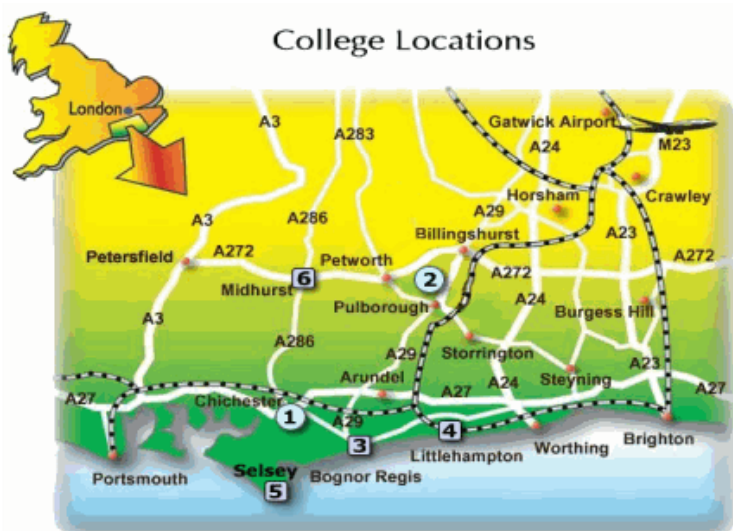 College Locations
London
A3
A283
Gatwick Airport
A24
M23
A3
A286
A29
Horsham
Crawley
Petersfield
A272
Petworth
Billingshurst
A23
A272
6
2
A272
Midhurst
Pulborough
A24
Burgess Hill
A3
A286
A29
Storrington
A23
Arundel
Steyning
A27
Chichester
A27
A24
A27
1
A29
3
4
Brighton
Portsmouth
Selsey
Bognor Regis
Littlehampton
Worthing
5